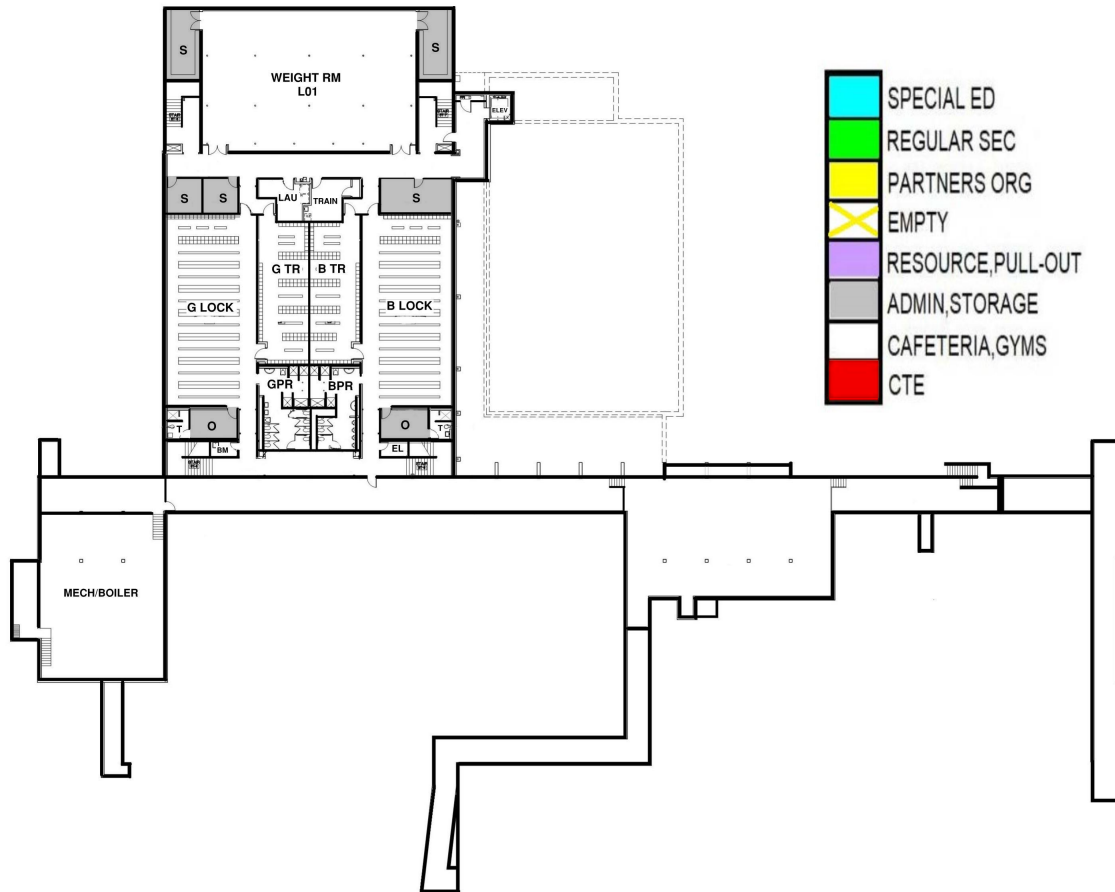 S
S
WEIGHT RM
L01
ELEV
S
S
LAU
TRAIN
S
G TR
B TR
G LOCK
B LOCK
GPR
BPR
T
O
O
T
BM
EL
MECH/BOILER
SPECIAL ED
REGULAR SEC
PARTNERS ORG
EMPTY
RESOURCE,PULL-OUT
ADMIN,STORAGE
CAFETERIA,GYMS
CTE